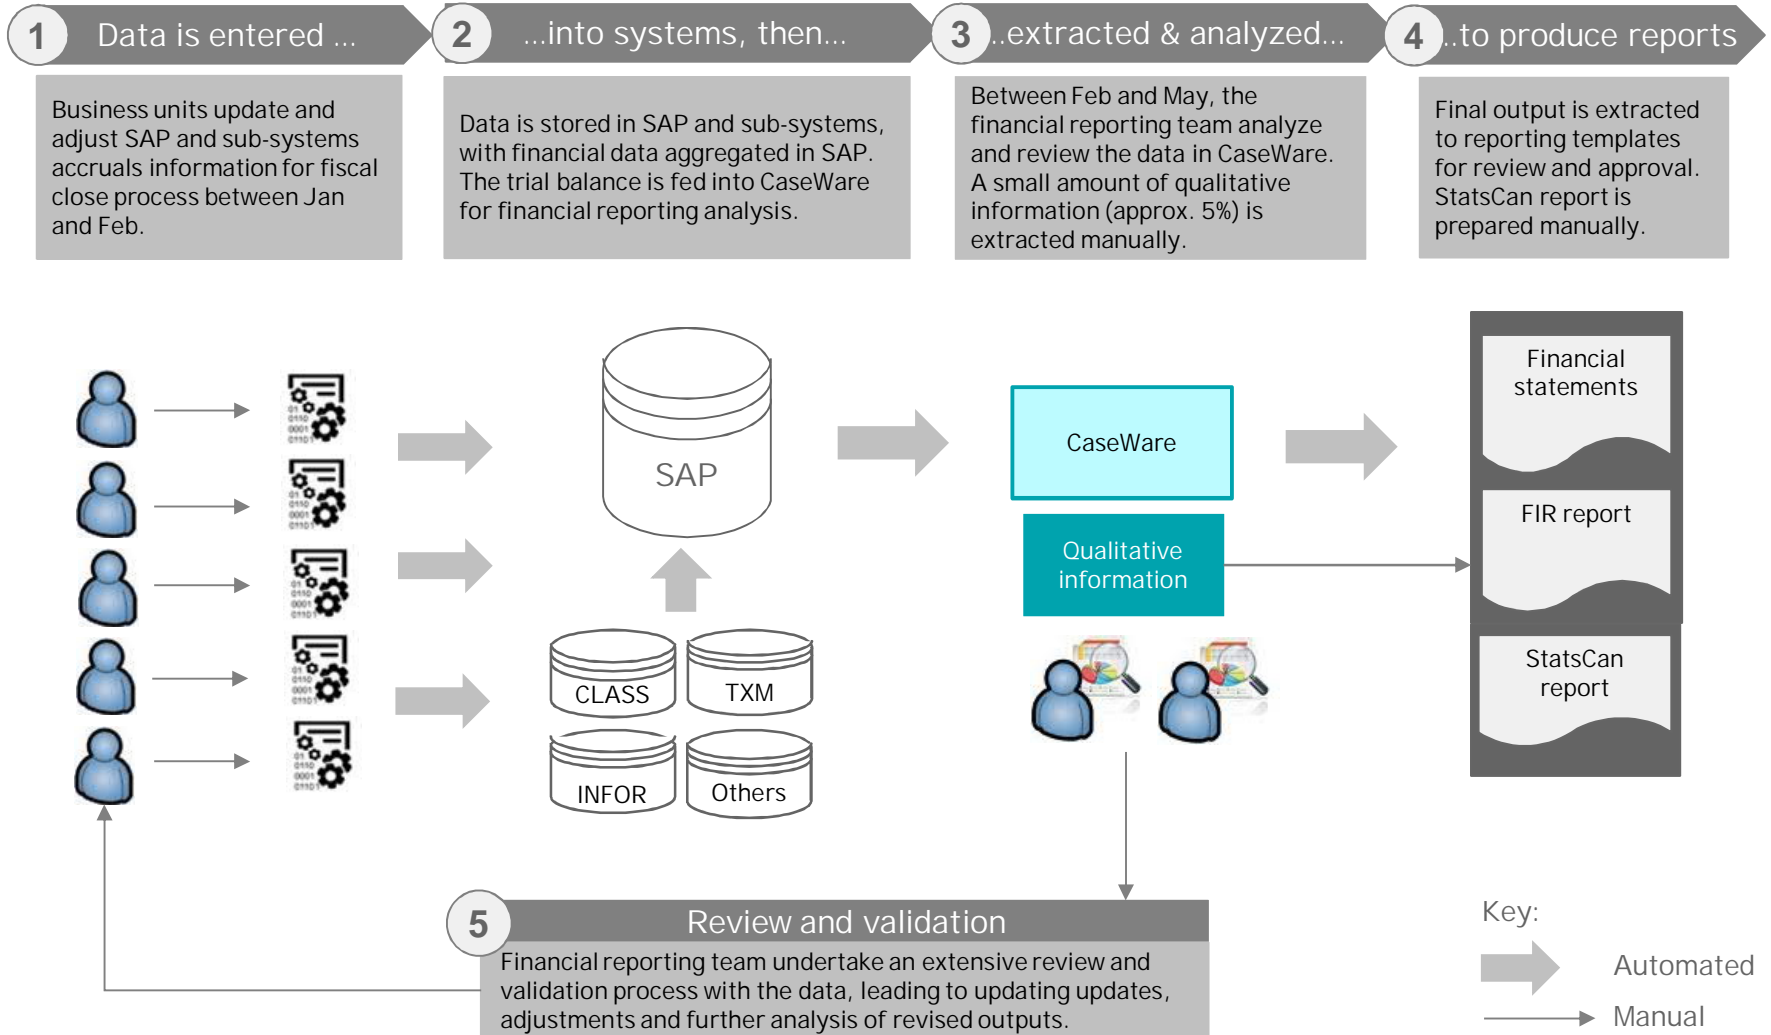 1
Data is entered ...
2
...into systems, then...
3
..extracted & analyzed...
4
..to produce reports
Business units update and
adjust SAP and sub-systems
accruals information for fiscal
close process between Jan
and Feb.
Data is stored in SAP and sub-systems,
with financial data aggregated in SAP.
The trial balance is fed into CaseWare
for financial reporting analysis.
Between Feb and May, the
financial reporting team analyze
and review the data in CaseWare.
A small amount of qualitative
information (approx. 5%) is
extracted manually.
Final output is extracted
to reporting templates
for review and approval.
StatsCan report is
prepared manually.
SAP
CLASS
TXM
INFOR
Others
CaseWare
Qualitative
information
Financial
statements
FIR report
StatsCan
report
5
Review and validation
Financial reporting team undertake an extensive review and
validation process with the data, leading to updating updates,
adjustments and further analysis of revised outputs.
Key:
Automated
Manual